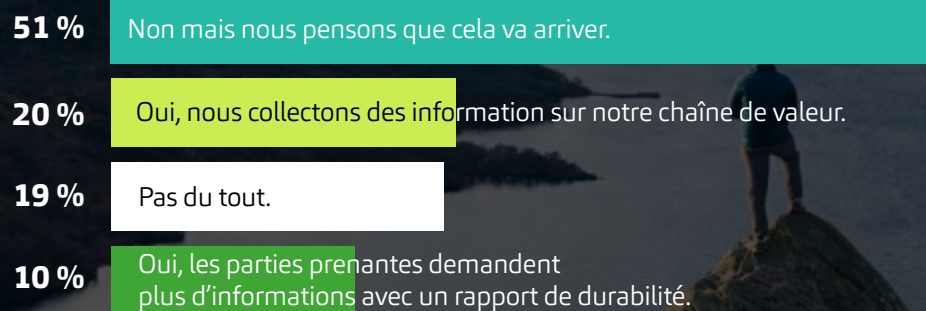 51 % Non mais nous pensons que cela va arriver.
20 % Oui, nous collectons des information sur notre chaîne de valeur.
19 % Pas du tout.
10 % Oui, les parties prenantes demandent
plus d'informations avec un rapport de durabilité.